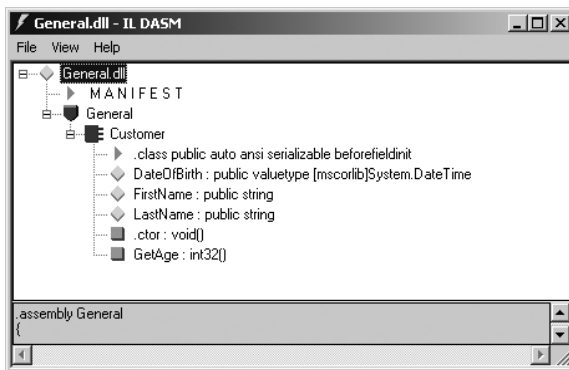 General.dll - IL DASM
File View Help
General.dll
MANIFEST
General
Customer
.class public auto ansi serializable beforefieldinit
DateOfBirth : public valuetype [mscorlib]System.DateTime
FirstName : public string
LastName : public string
.ctor : void()
GetAge : int32()
.assembly General
{